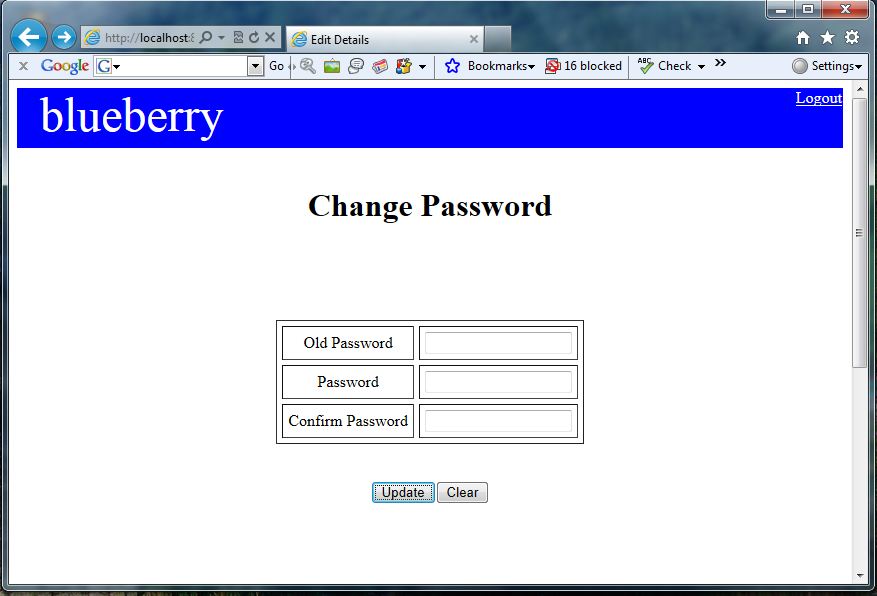 http://localhost:8
Edit Details
Google
G
Go
Bookmarks
16 blocked
ABC
Check
»
Settings
Logout
blueberry
Change Password
Old Password
Password
Confirm Password
Update Clear